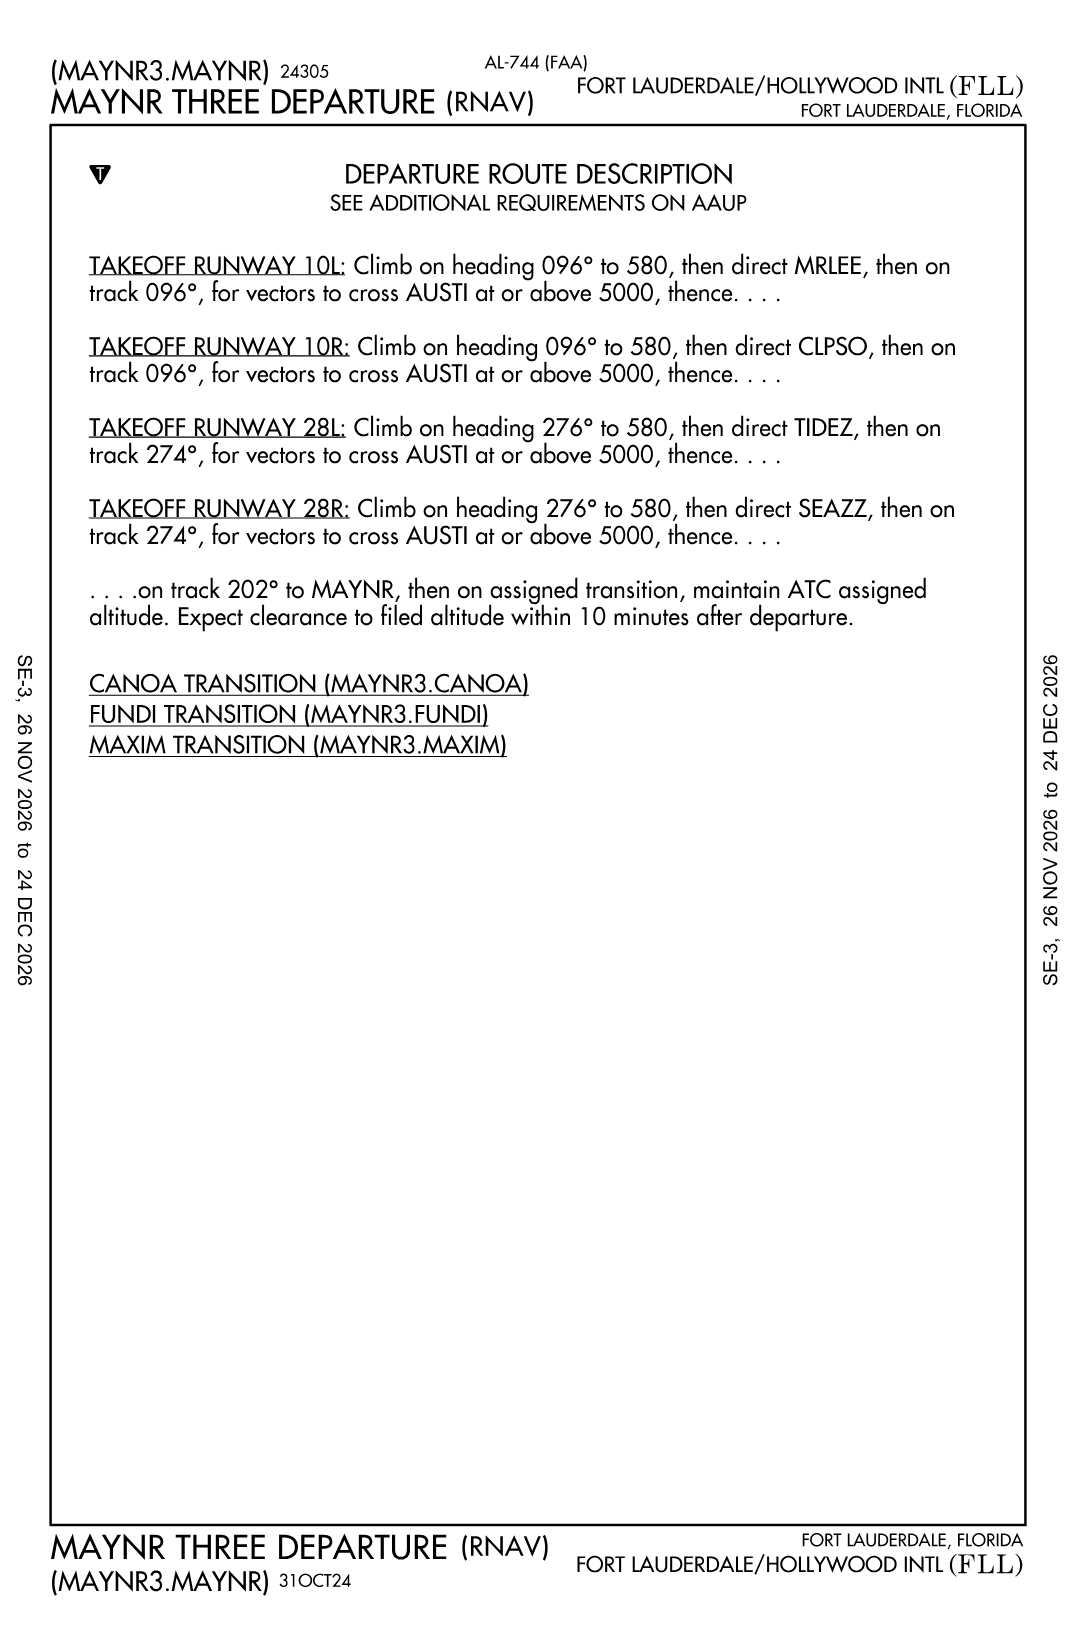 (MAYNR3.MAYNR) 24305
MAYNR THREE DEPARTURE (RNAV)
AL-744 (FAA)
FORT LAUDERDALE/HOLLYWOOD INTL (FLL)
FORT LAUDERDALE, FLORIDA
T
DEPARTURE ROUTE DESCRIPTION
SEE ADDITIONAL REQUIREMENTS ON AAUP
TAKEOFF RUNWAY 10L: Climb on heading 096° to 580, then direct MRLEE, then on
track 096°, for vectors to cross AUSTI at or above 5000, thence. . . .
TAKEOFF RUNWAY 10R: Climb on heading 096° to 580, then direct CLPSO, then on
track 096°, for vectors to cross AUSTI at or above 5000, thence. . . .
TAKEOFF RUNWAY 28L: Climb on heading 276° to 580, then direct TIDEZ, then on
track 274°, for vectors to cross AUSTI at or above 5000, thence. . . .
TAKEOFF RUNWAY 28R: Climb on heading 276° to 580, then direct SEAZZ, then on
track 274°, for vectors to cross AUSTI at or above 5000, thence. . . .
. . . .on track 202° to MAYNR, then on assigned transition, maintain ATC assigned
altitude. Expect clearance to filed altitude within 10 minutes after departure.
CANOA TRANSITION (MAYNR3.CANOA)
FUNDI TRANSITION (MAYNR3.FUNDI)
MAXIM TRANSITION (MAYNR3.MAXIM)
SE-3, 26 NOV 2026 to 24 DEC 2026
SE-3, 26 NOV 2026 to 24 DEC 2026
MAYNR THREE DEPARTURE (RNAV)
(MAYNR3.MAYNR) 31OCT24
FORT LAUDERDALE, FLORIDA
FORT LAUDERDALE/HOLLYWOOD INTL (FLL)